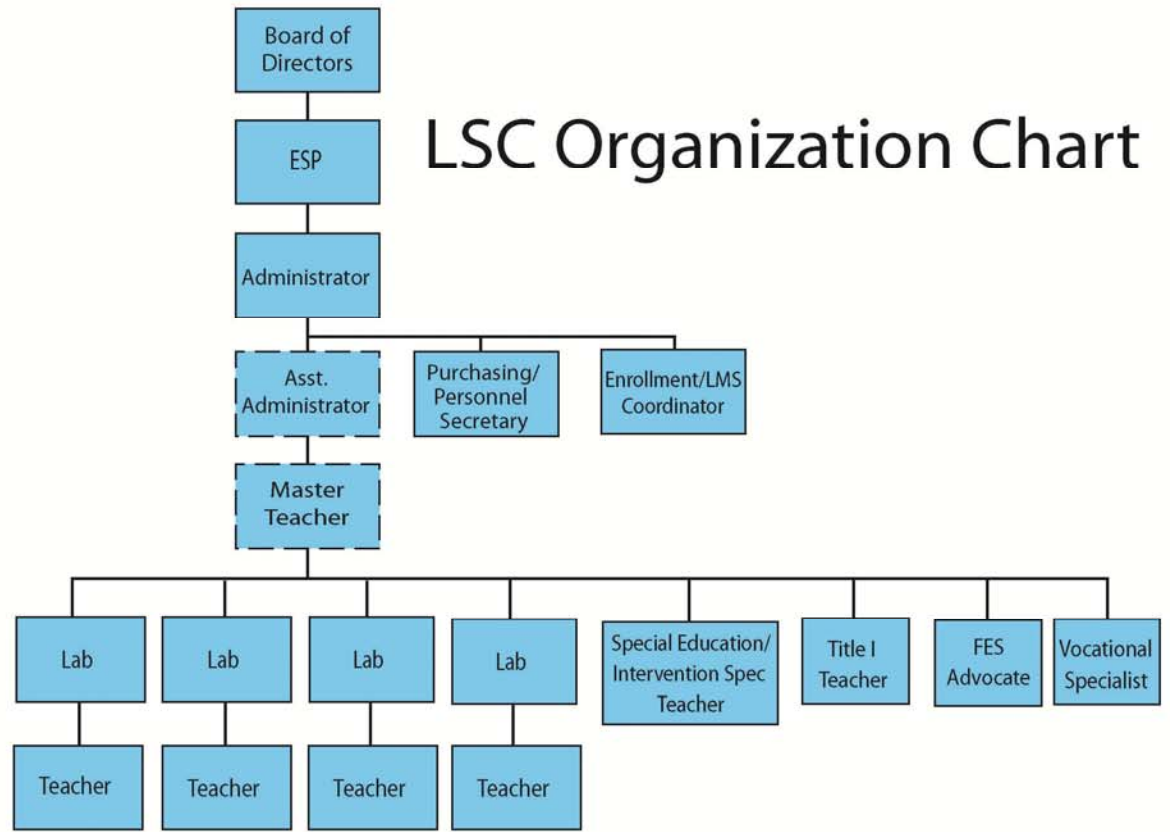 Board of
Directors
LSC Organization Chart
ESP
Administrator
Asst.
Administrator
Purchasing/
Personnel
Secretary
Enrollment/LMS
Coordinator
Master
Teacher
Lab
Lab
Lab
Lab
Special Education/
Intervention Spec
Teacher
Title I
Teacher
FES
Advocate
Vocational
Specialist
Teacher
Teacher
Teacher
Teacher